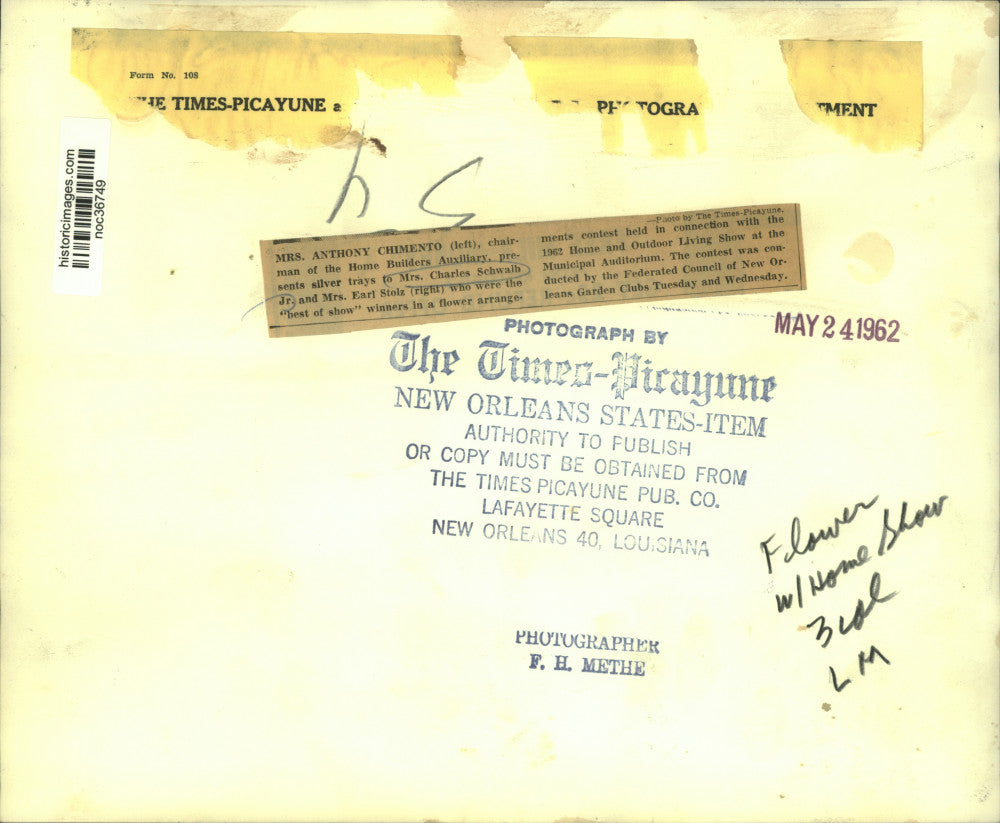 Form No. 108
THE TIMES-PICAYUNE a
PHOTOGRA
TMENT
historicimages.com
noc36749
MRS. ANTHONY CHIMENTO (left), chair-
man of the Home Builders Auxiliary, pre-
sents silver trays to Mrs. Charles Schwalb
Jr. and Mrs. Earl Stolz (right) who were the
"best of show" winners in a flower arrange-
—Photo by The Times-Picayune.
ments contest held in connection with the
1962 Home and Outdoor Living Show at the
Municipal Auditorium. The contest was con-
ducted by the Federated Council of New Or-
leans Garden Clubs Tuesday and Wednesday.
MAY 24 1962
PHOTOGRAPH BY
The Times-Picayune
NEW ORLEANS STATES-ITEM
AUTHORITY TO PUBLISH
OR COPY MUST BE OBTAINED FROM
THE TIMES PICAYUNE PUB. CO.
LAFAYETTE SQUARE
NEW ORLEANS 40, LOUISIANA
Flower
w/ Home Show
3 col
LM
PHOTOGRAPHER
F. H. METHE